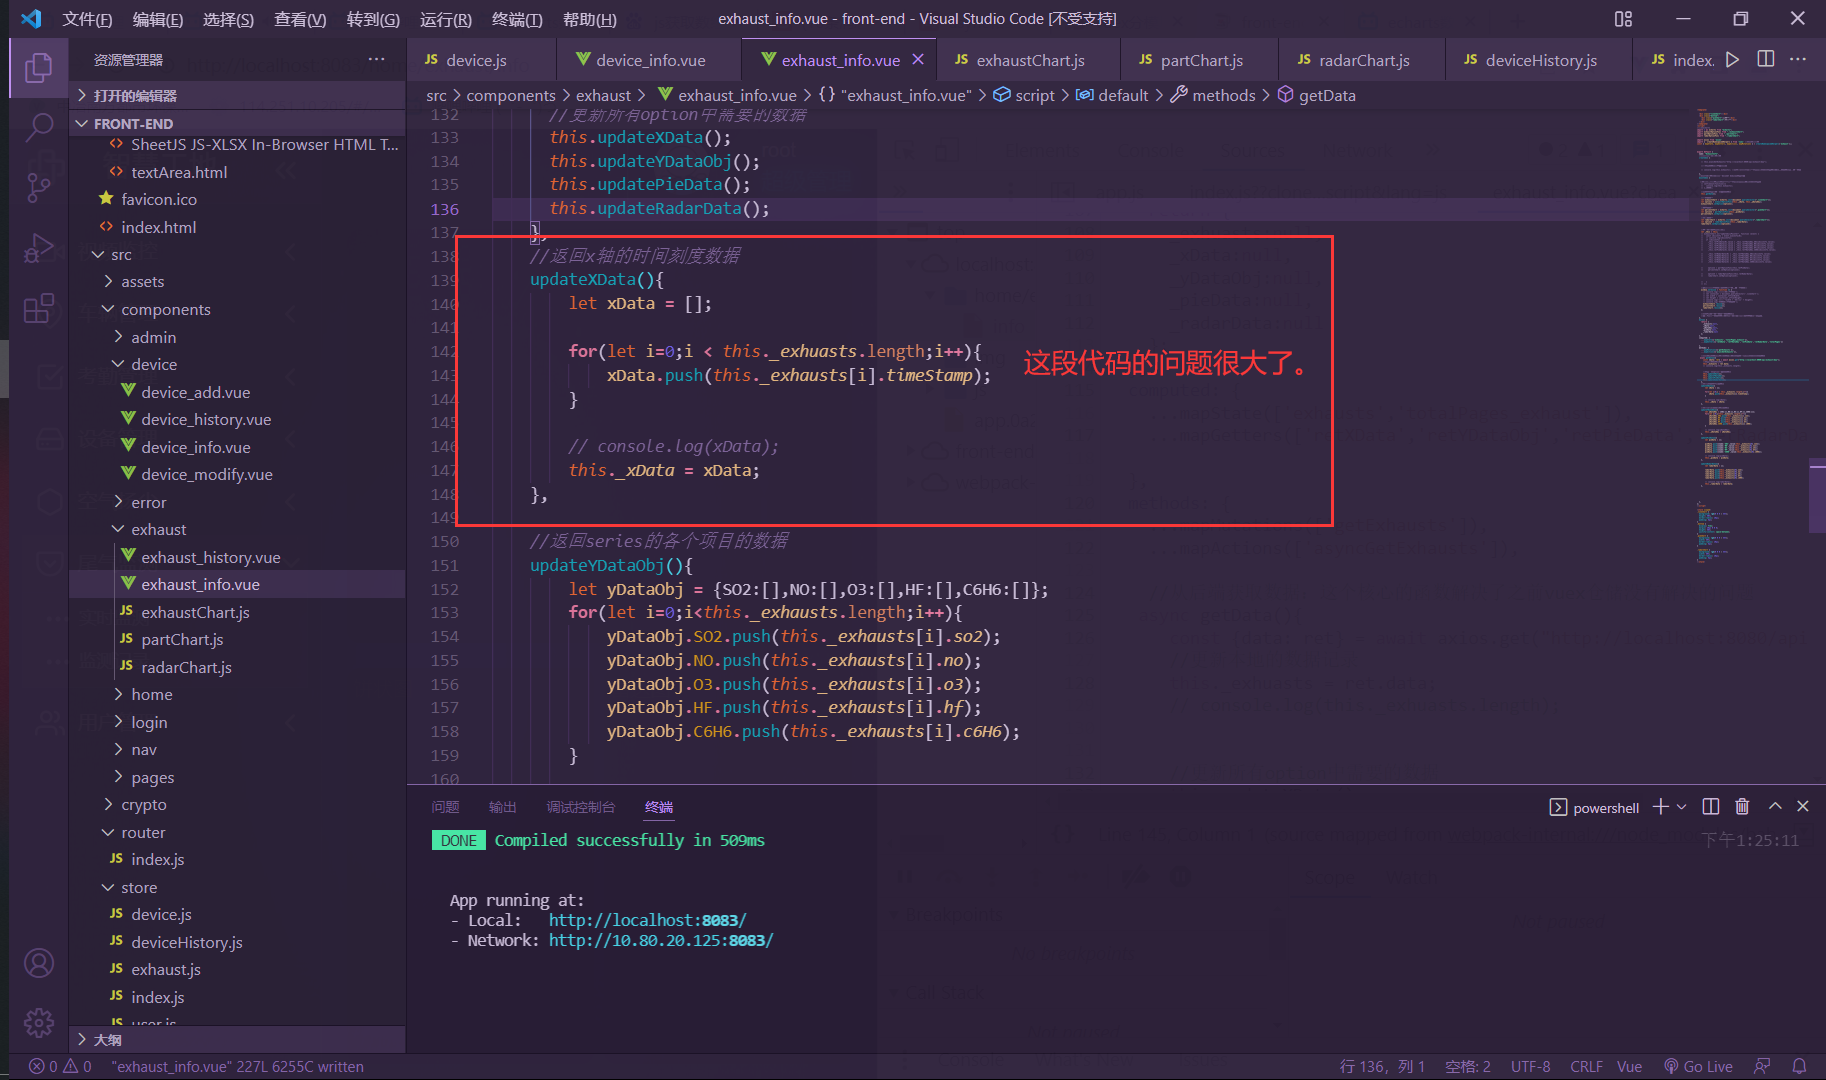 文件(F) 编辑(E) 选择(S) 查看(V) 转到(G) 运行(R) 终端(T) 帮助(H) exhaust_info.vue - front-end - Visual Studio Code [不受支持]
资源管理器 ···
JS device.js device_info.vue exhaust_info.vue JS exhaustChart.js JS partChart.js JS radarChart.js JS deviceHistory.js JS index. ···
src > components > exhaust > exhaust_info.vue > {} "exhaust_info.vue" > script > default > methods > getData
打开的编辑器
FRONT-END
<> SheetJS JS-XLSX In-Browser HTML T...
<> textArea.html
favicon.ico
<> index.html
src
assets
components
admin
device
device_add.vue
device_history.vue
device_info.vue
device_modify.vue
error
exhaust
exhaust_history.vue
exhaust_info.vue
JS exhaustChart.js
JS partChart.js
JS radarChart.js
home
login
nav
pages
crypto
router
JS index.js
store
JS device.js
JS deviceHistory.js
JS exhaust.js
JS index.js
JS user.js
大纲
132 //更新所有option中需要的数据
133 this.updateXData();
134 this.updateYDataObj();
135 this.updatePieData();
136 this.updateRadarData();
137 },
138 //返回x轴的时间刻度数据
139 updateXData(){
140 let xData = [];
141
142 for(let i=0;i < this._exhuasts.length;i++){
143 xData.push(this._exhausts[i].timeStamp);
144 }
145
146 // console.log(xData);
147 this._xData = xData;
148 },
149
这段代码的问题很大了。
150 //返回series的各个项目的数据
151 updateYDataObj(){
152 let yDataObj = {SO2:[],NO:[],O3:[],HF:[],C6H6:[]};
153 for(let i=0;i<this._exhausts.length;i++){
154 yDataObj.SO2.push(this._exhausts[i].so2);
155 yDataObj.NO.push(this._exhausts[i].no);
156 yDataObj.O3.push(this._exhausts[i].o3);
157 yDataObj.HF.push(this._exhausts[i].hf);
158 yDataObj.C6H6.push(this._exhausts[i].c6H6);
159 }
160
问题 输出 调试控制台 终端 powershell
DONE Compiled successfully in 509ms 下午1:25:11
App running at:
- Local: http://localhost:8083/
- Network: http://10.80.20.125:8083/
0 0 "exhaust_info.vue" 227L 6255C written 行 136, 列 1 空格: 2 UTF-8 CRLF Vue Go Live